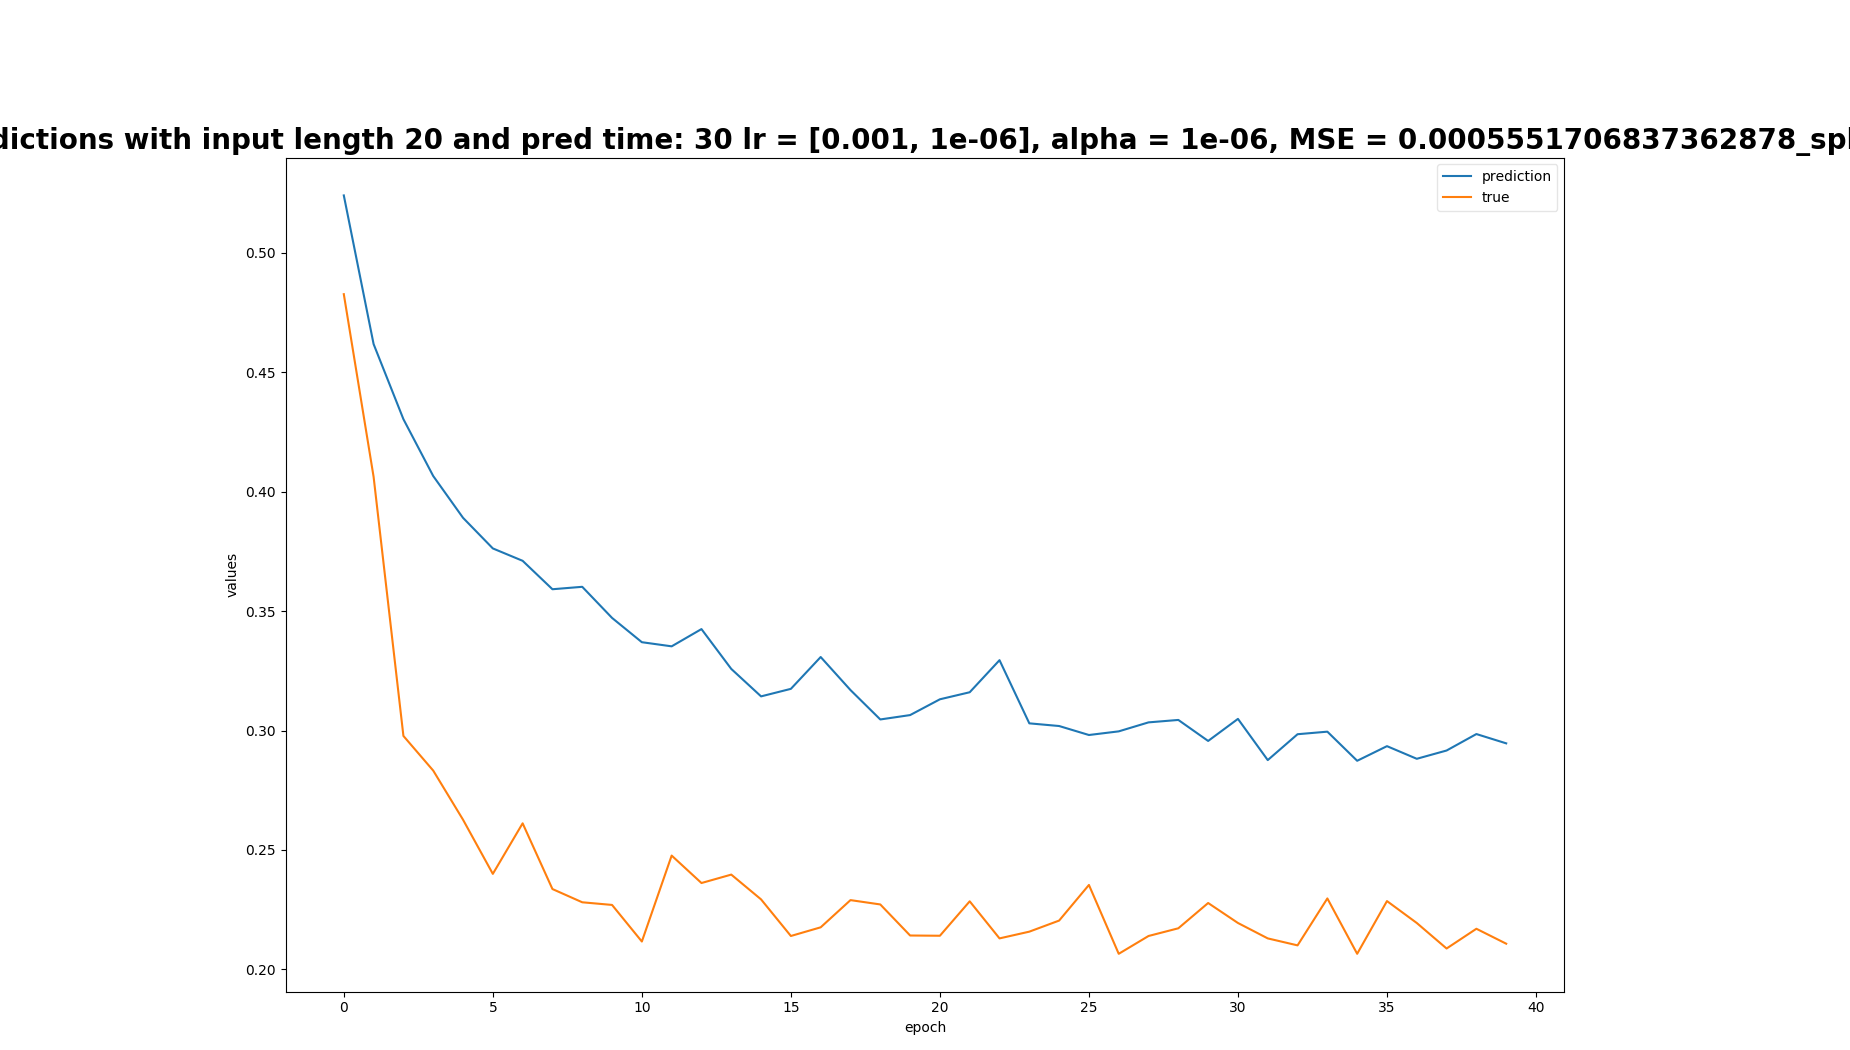 dictions with input length 20 and pred time: 30 lr = [0.001, 1e-06], alpha = 1e-06, MSE = 0.0005551706837362878_spl
prediction
true
0.50
0.45
0.40
0.35
0.30
0.25
0.20
values
0 5 10 15 20 25 30 35 40
epoch